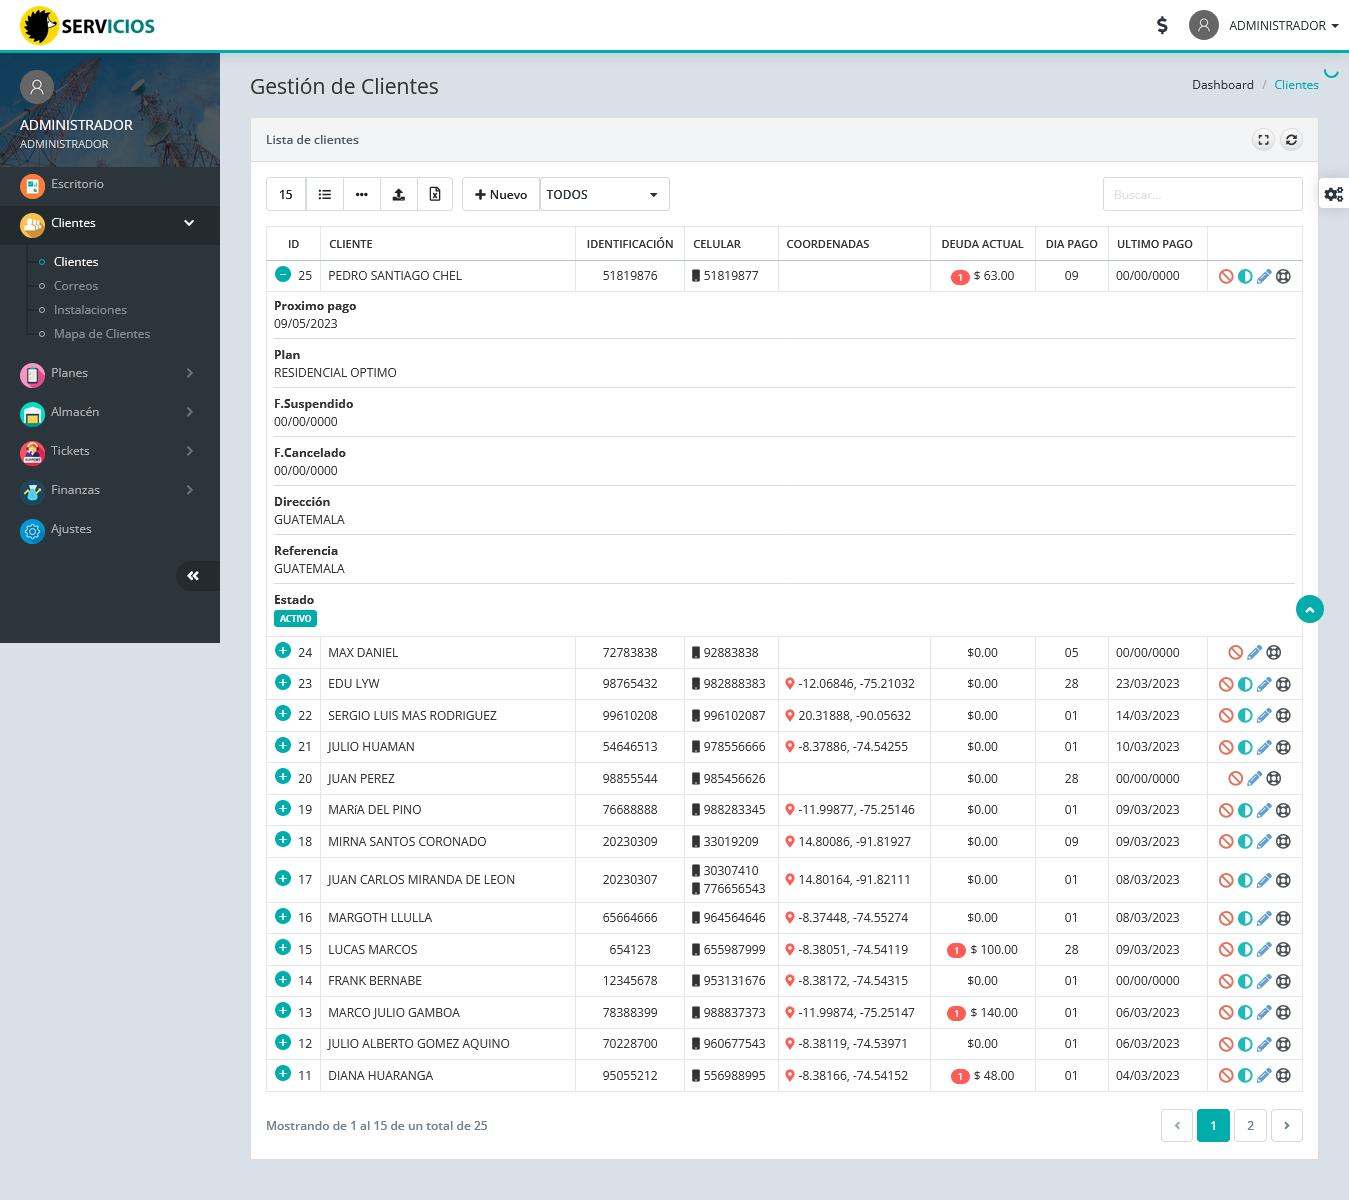 SERVICIOS
$ ADMINISTRADOR
ADMINISTRADOR
ADMINISTRADOR
Escritorio
Clientes
Clientes
Correos
Instalaciones
Mapa de Clientes
Planes
Almacén
Tickets
Finanzas
Ajustes
Gestión de Clientes
Dashboard / Clientes
Lista de clientes
15 Nuevo TODOS Buscar...
ID CLIENTE IDENTIFICACIÓN CELULAR COORDENADAS DEUDA ACTUAL DIA PAGO ULTIMO PAGO
25 PEDRO SANTIAGO CHEL 51819876 51819877 1 $ 63.00 09 00/00/0000
Proximo pago
09/05/2023
Plan
RESIDENCIAL OPTIMO
F.Suspendido
00/00/0000
F.Cancelado
00/00/0000
Dirección
GUATEMALA
Referencia
GUATEMALA
Estado
ACTIVO
24 MAX DANIEL 72783838 92883838 $0.00 05 00/00/0000
23 EDU LYW 98765432 982888383 -12.06846, -75.21032 $0.00 28 23/03/2023
22 SERGIO LUIS MAS RODRIGUEZ 99610208 996102087 20.31888, -90.05632 $0.00 01 14/03/2023
21 JULIO HUAMAN 54646513 978556666 -8.37886, -74.54255 $0.00 01 10/03/2023
20 JUAN PEREZ 98855544 985456626 $0.00 28 00/00/0000
19 MARíA DEL PINO 76688888 988283345 -11.99877, -75.25146 $0.00 01 09/03/2023
18 MIRNA SANTOS CORONADO 20230309 33019209 14.80086, -91.81927 $0.00 09 09/03/2023
17 JUAN CARLOS MIRANDA DE LEON 20230307 30307410 776656543 14.80164, -91.82111 $0.00 01 08/03/2023
16 MARGOTH LLULLA 65664666 964564646 -8.37448, -74.55274 $0.00 01 08/03/2023
15 LUCAS MARCOS 654123 655987999 -8.38051, -74.54119 1 $ 100.00 28 09/03/2023
14 FRANK BERNABE 12345678 953131676 -8.38172, -74.54315 $0.00 01 00/00/0000
13 MARCO JULIO GAMBOA 78388399 988837373 -11.99874, -75.25147 1 $ 140.00 01 06/03/2023
12 JULIO ALBERTO GOMEZ AQUINO 70228700 960677543 -8.38119, -74.53971 $0.00 01 06/03/2023
11 DIANA HUARANGA 95055212 556988995 -8.38166, -74.54152 1 $ 48.00 01 04/03/2023
Mostrando de 1 al 15 de un total de 25
1 2